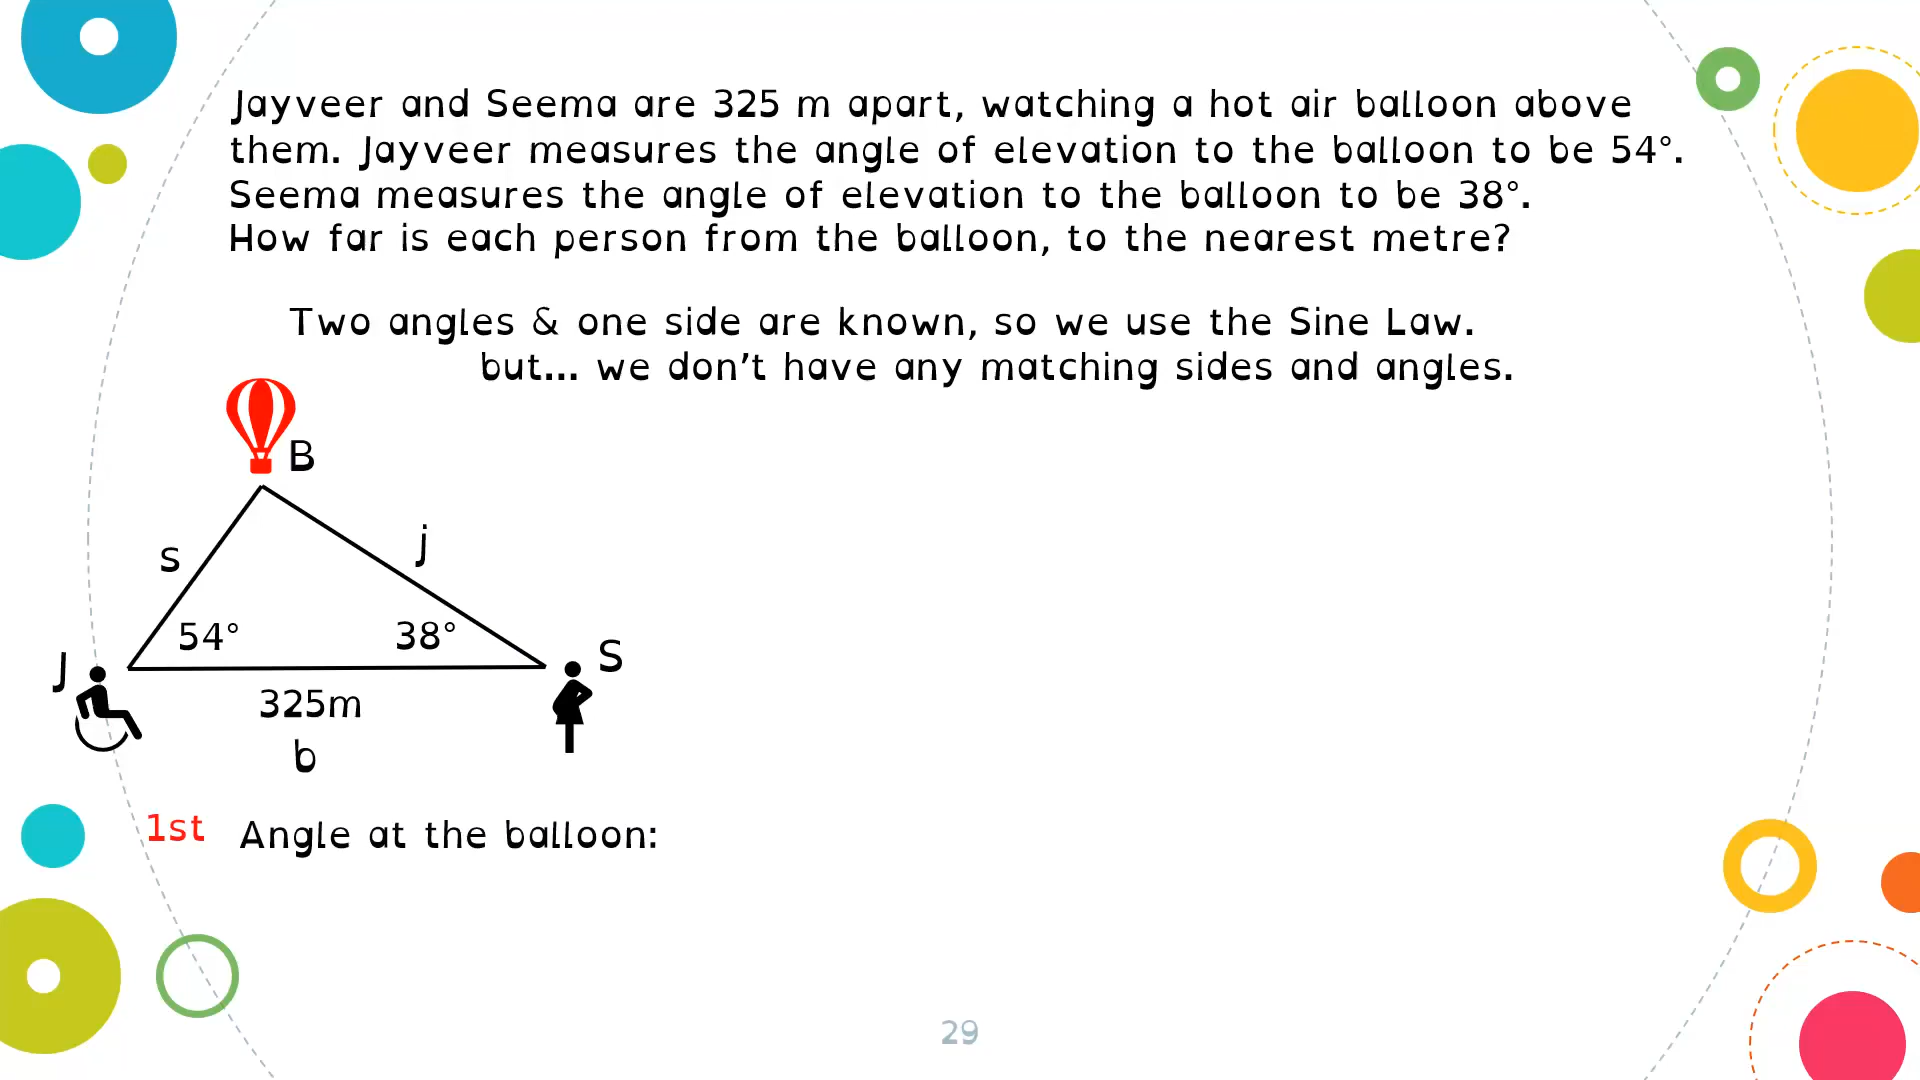 Jayveer and Seema are 325 m apart, watching a hot air balloon above
them. Jayveer measures the angle of elevation to the balloon to be 54°.
Seema measures the angle of elevation to the balloon to be 38°.
How far is each person from the balloon, to the nearest metre?
Two angles & one side are known, so we use the Sine Law.
but... we don’t have any matching sides and angles.
B
s
j
54°
38°
J
S
325m
b
1st Angle at the balloon:
29